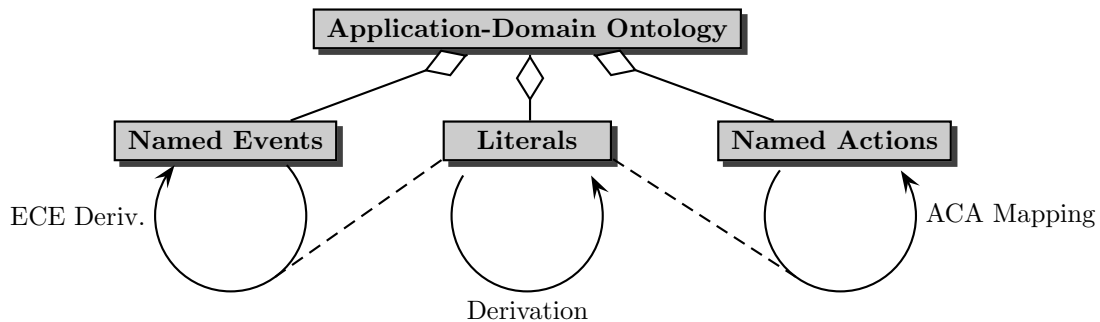 Application-Domain Ontology
Named Events
Literals
Named Actions
ECE Deriv.
ACA Mapping
Derivation